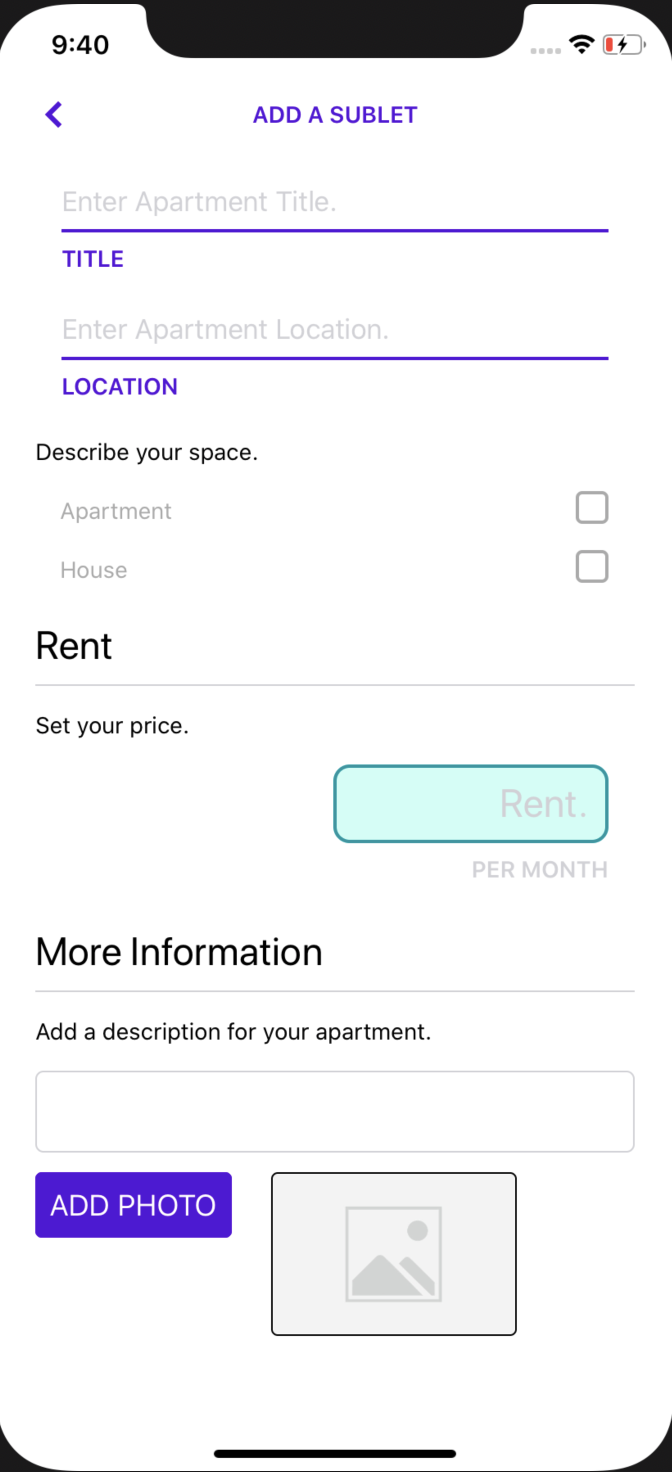 9:40
ADD A SUBLET
Enter Apartment Title.
TITLE
Enter Apartment Location.
LOCATION
Describe your space.
Apartment
House
Rent
Set your price.
Rent.
PER MONTH
More Information
Add a description for your apartment.
ADD PHOTO